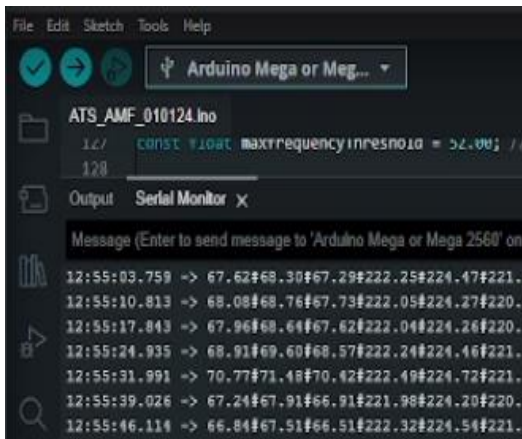 File Edit Sketch Tools Help
Arduino Mega or Meg...
ATS_AMF_010124.ino
127 const float maxFrequencyThreshold = 52.00; //
128
Output Serial Monitor ×
Message (Enter to send message to 'Arduino Mega or Mega 2560' on
12:55:03.759 -> 67.62#68.30#67.29#222.25#224.47#221.
12:55:10.813 -> 68.08#68.76#67.73#222.05#224.27#220.
12:55:17.843 -> 67.96#68.64#67.62#222.04#224.26#220.
12:55:24.935 -> 68.91#69.60#68.57#222.24#224.46#221.
12:55:31.991 -> 70.77#71.48#70.42#222.49#224.72#221.
12:55:39.026 -> 67.24#67.91#66.91#221.98#224.20#220.
12:55:46.114 -> 66.84#67.51#66.51#222.32#224.54#221.